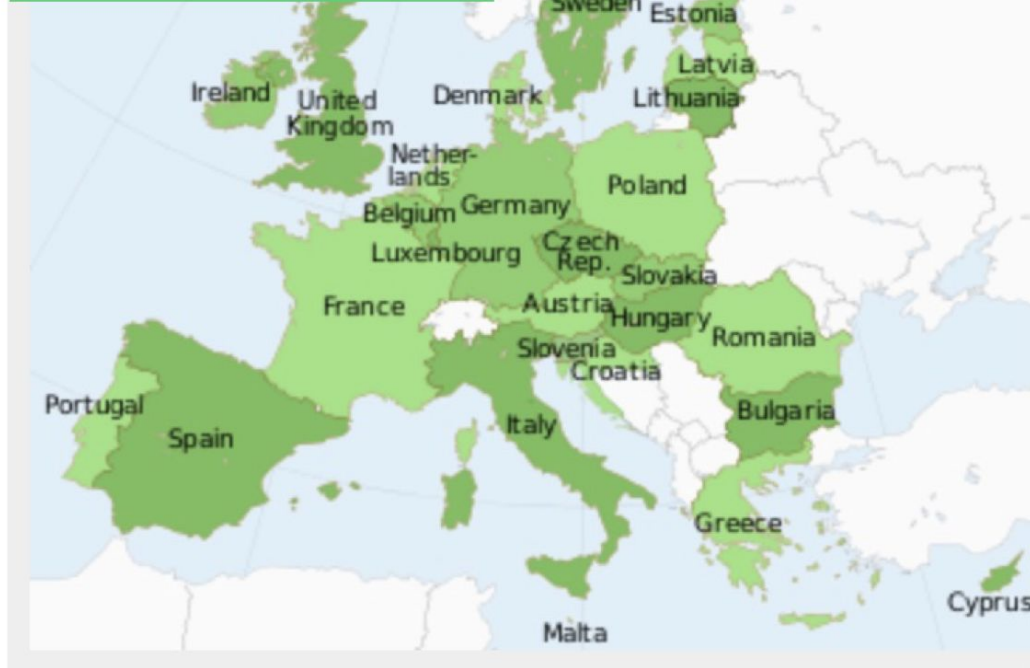 Sweden
Estonia
Latvia
Ireland
United
Kingdom
Denmark
Lithuania
Nether-
lands
Poland
Belgium
Germany
Luxembourg
Czech
Rep.
Slovakia
France
Austria
Hungary
Romania
Slovenia
Croatia
Portugal
Spain
Italy
Bulgaria
Greece
Cyprus
Malta